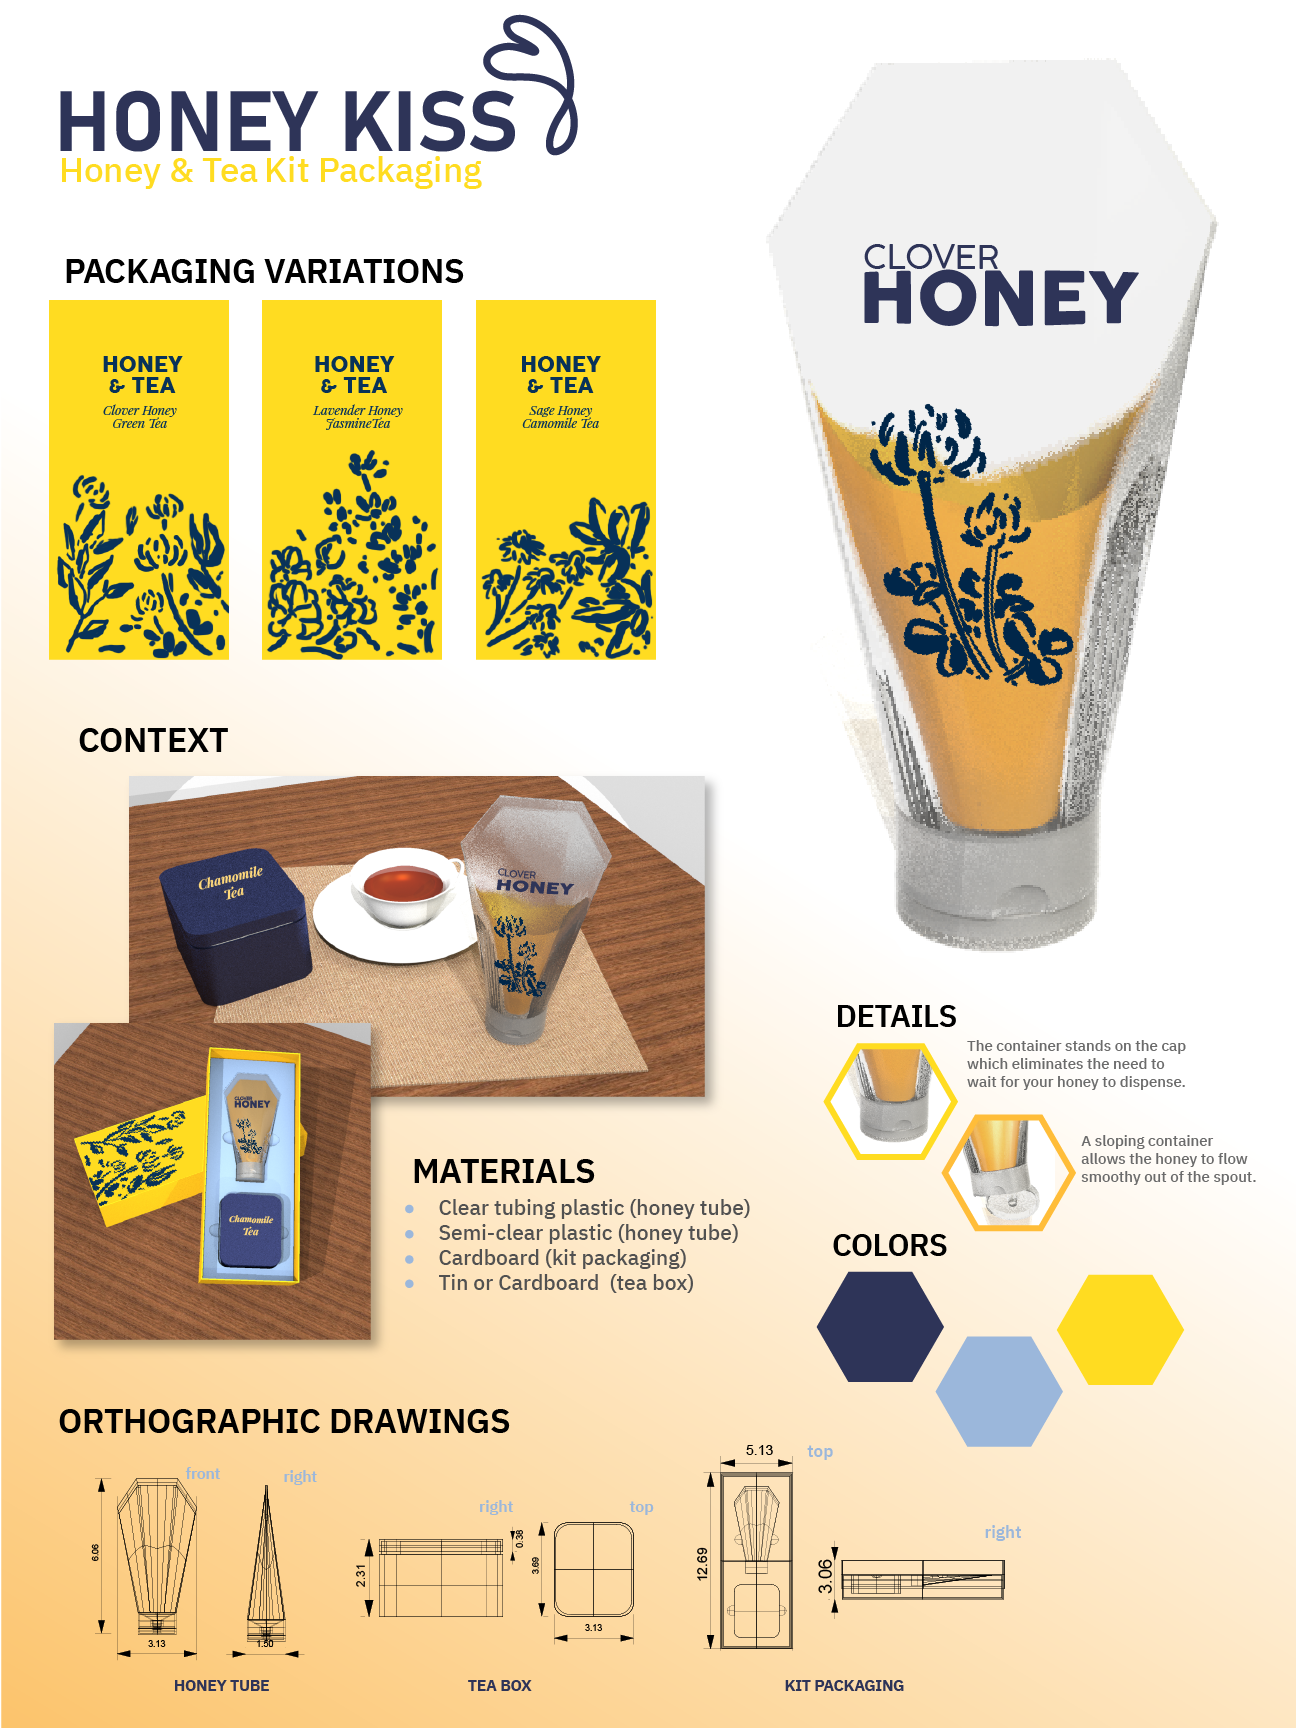 HONEY KISS
Honey & Tea Kit Packaging
CLOVER
HONEY
PACKAGING VARIATIONS
HONEY
& TEA
Clover Honey
Green Tea
HONEY
& TEA
Lavender Honey
JasmineTea
HONEY
& TEA
Sage Honey
Camomile Tea
CONTEXT
Chamomile
Tea
CLOVER
HONEY
CLOVER
HONEY
Chamomile
Tea
DETAILS
The container stands on the cap
which eliminates the need to
wait for your honey to dispense.
A sloping container
allows the honey to flow
smoothy out of the spout.
MATERIALS
• Clear tubing plastic (honey tube)
• Semi-clear plastic (honey tube)
• Cardboard (kit packaging)
• Tin or Cardboard (tea box)
COLORS
ORTHOGRAPHIC DRAWINGS
front
6.06
3.13
right
1.50
HONEY TUBE
right
2.31
0.38
top
3.69
3.13
TEA BOX
top
5.13
12.69
right
3.06
KIT PACKAGING